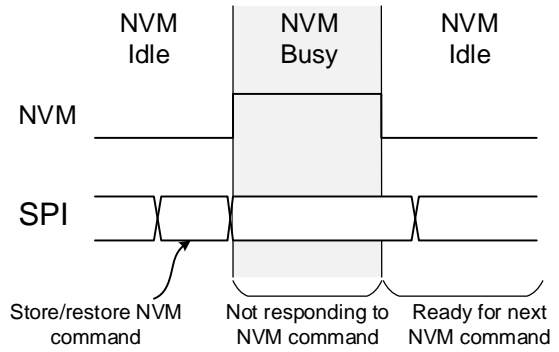 NVM
Idle
NVM
Busy
NVM
Idle
NVM
SPI
Store/restore NVM
command
Not responding to
NVM command
Ready for next
NVM command